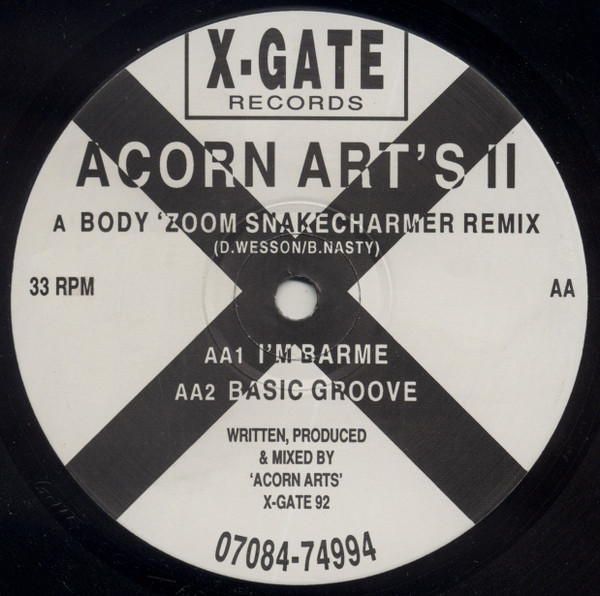 X-GATE
RECORDS
ACORN ART'S II
A BODY 'ZOOM SNAKECHARMER REMIX
(D.WESSON/B.NASTY)
33 RPM
AA
AA1 I'M BARME
AA2 BASIC GROOVE
WRITTEN, PRODUCED
& MIXED BY
'ACORN ARTS'
X-GATE 92
07084-74994